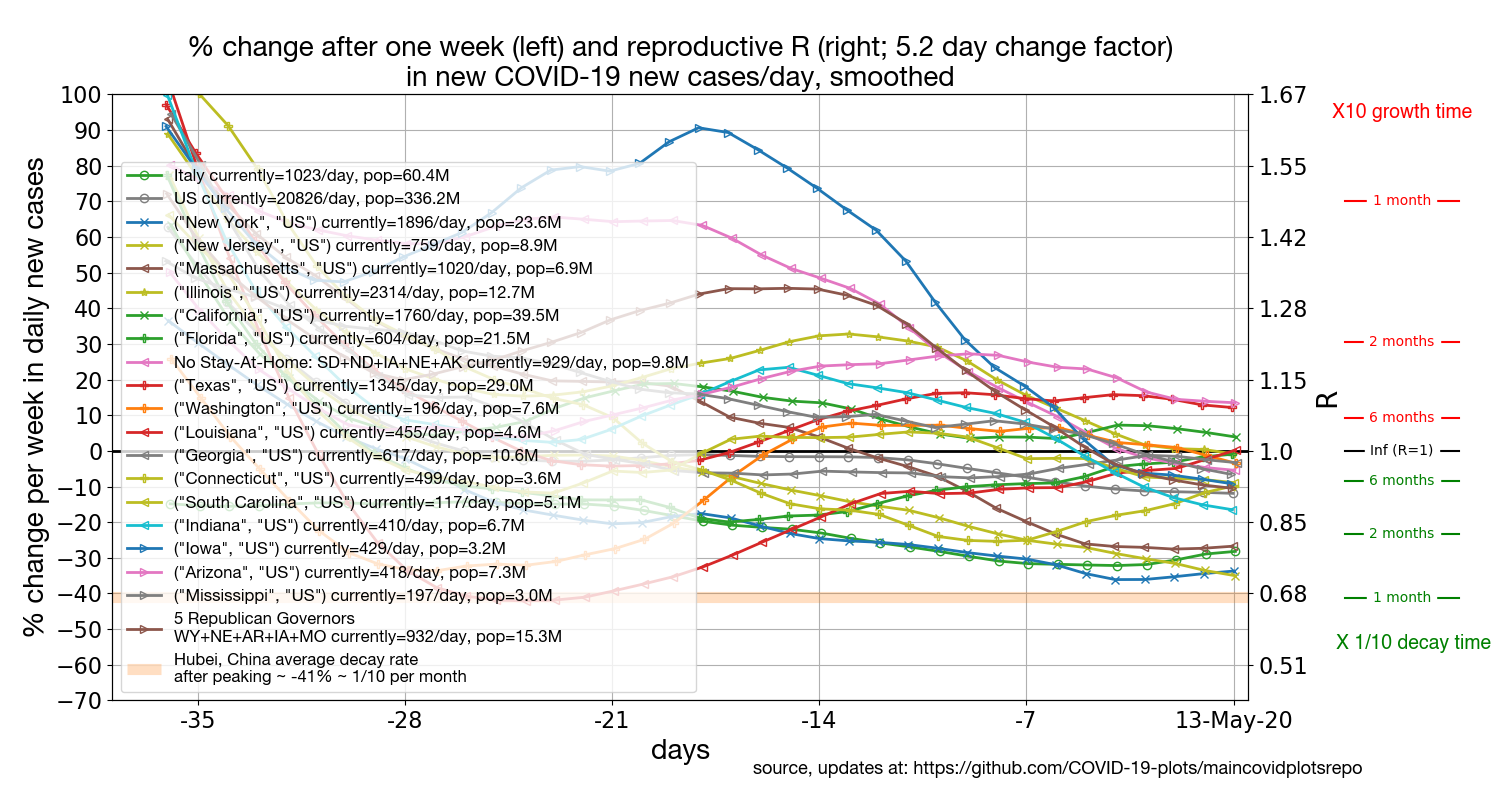 % change after one week (left) and reproductive R (right; 5.2 day change factor)
in new COVID-19 new cases/day, smoothed
% change per week in daily new cases
100
90
80
70
60
50
40
30
20
10
0
−10
−20
−30
−40
−50
−60
−70
Italy currently=1023/day, pop=60.4M
US currently=20826/day, pop=336.2M
("New York", "US") currently=1896/day, pop=23.6M
("New Jersey", "US") currently=759/day, pop=8.9M
("Massachusetts", "US") currently=1020/day, pop=6.9M
("Illinois", "US") currently=2314/day, pop=12.7M
("California", "US") currently=1760/day, pop=39.5M
("Florida", "US") currently=604/day, pop=21.5M
No Stay-At-Home: SD+ND+IA+NE+AK currently=929/day, pop=9.8M
("Texas", "US") currently=1345/day, pop=29.0M
("Washington", "US") currently=196/day, pop=7.6M
("Louisiana", "US") currently=455/day, pop=4.6M
("Georgia", "US") currently=617/day, pop=10.6M
("Connecticut", "US") currently=499/day, pop=3.6M
("South Carolina", "US") currently=117/day, pop=5.1M
("Indiana", "US") currently=410/day, pop=6.7M
("Iowa", "US") currently=429/day, pop=3.2M
("Arizona", "US") currently=418/day, pop=7.3M
("Mississippi", "US") currently=197/day, pop=3.0M
5 Republican Governors
WY+NE+AR+IA+MO currently=932/day, pop=15.3M
Hubei, China average decay rate
after peaking ~ -41% ~ 1/10 per month
-35
-28
-21
-14
-7
13-May-20
days
1.67
1.55
1.42
1.28
1.15
1.0
0.85
0.68
0.51
R
X10 growth time
1 month
2 months
6 months
Inf (R=1)
6 months
2 months
1 month
X 1/10 decay time
source, updates at: https://github.com/COVID-19-plots/maincovidplotsrepo